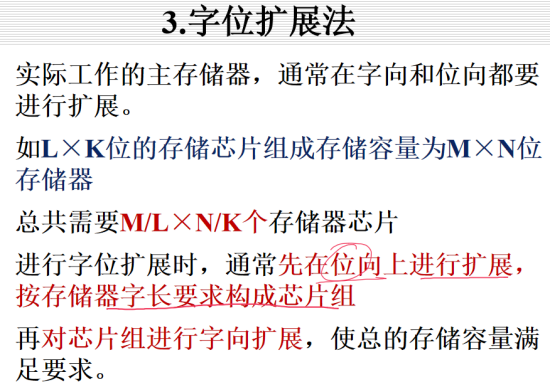 3.字位扩展法
实际工作的主存储器，通常在字向和位向都要
进行扩展。
如L×K位的存储芯片组成存储容量为M×N位
存储器
总共需要M/L×N/K个存储器芯片
进行字位扩展时，通常先在位向上进行扩展，
按存储器字长要求构成芯片组
再对芯片组进行字向扩展，使总的存储容量满
足要求。